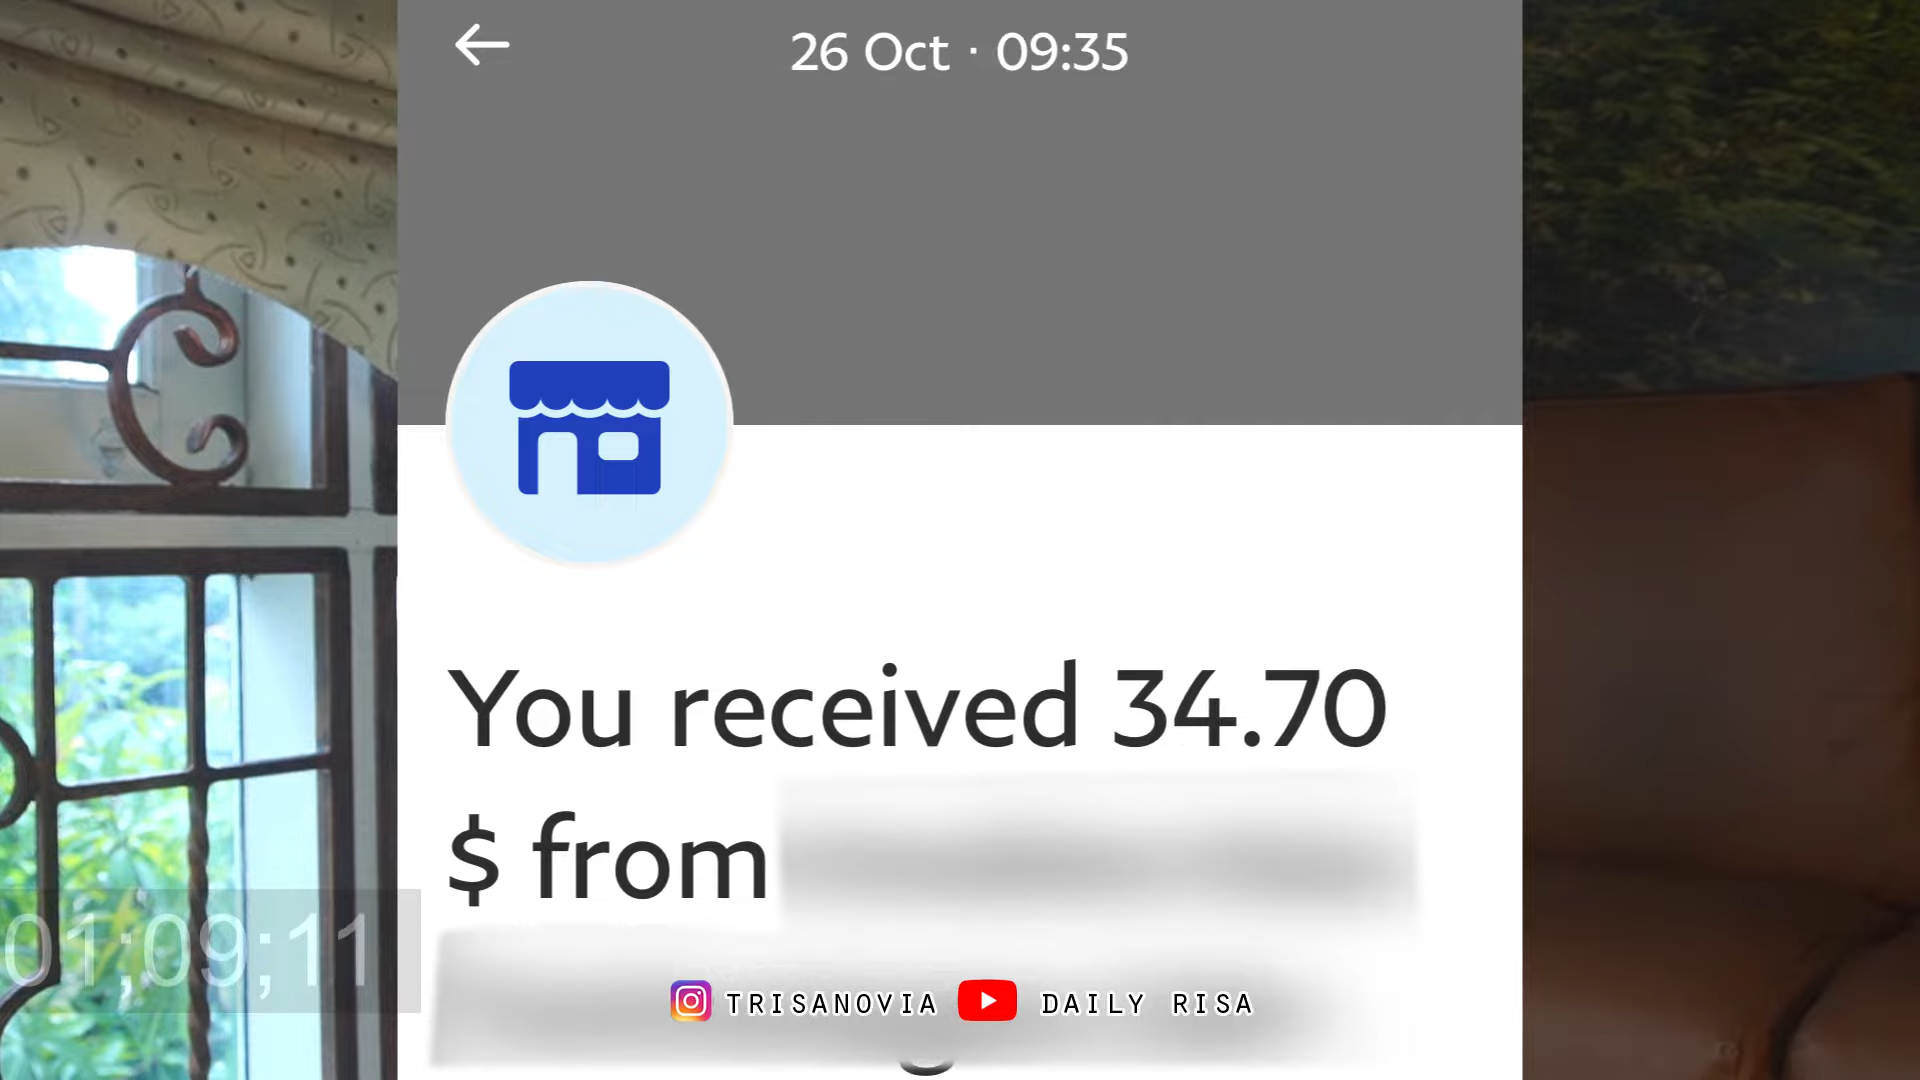 26 Oct · 09:35
You received 34.70
$ from
01;09;11
TRISANOVIA DAILY RISA